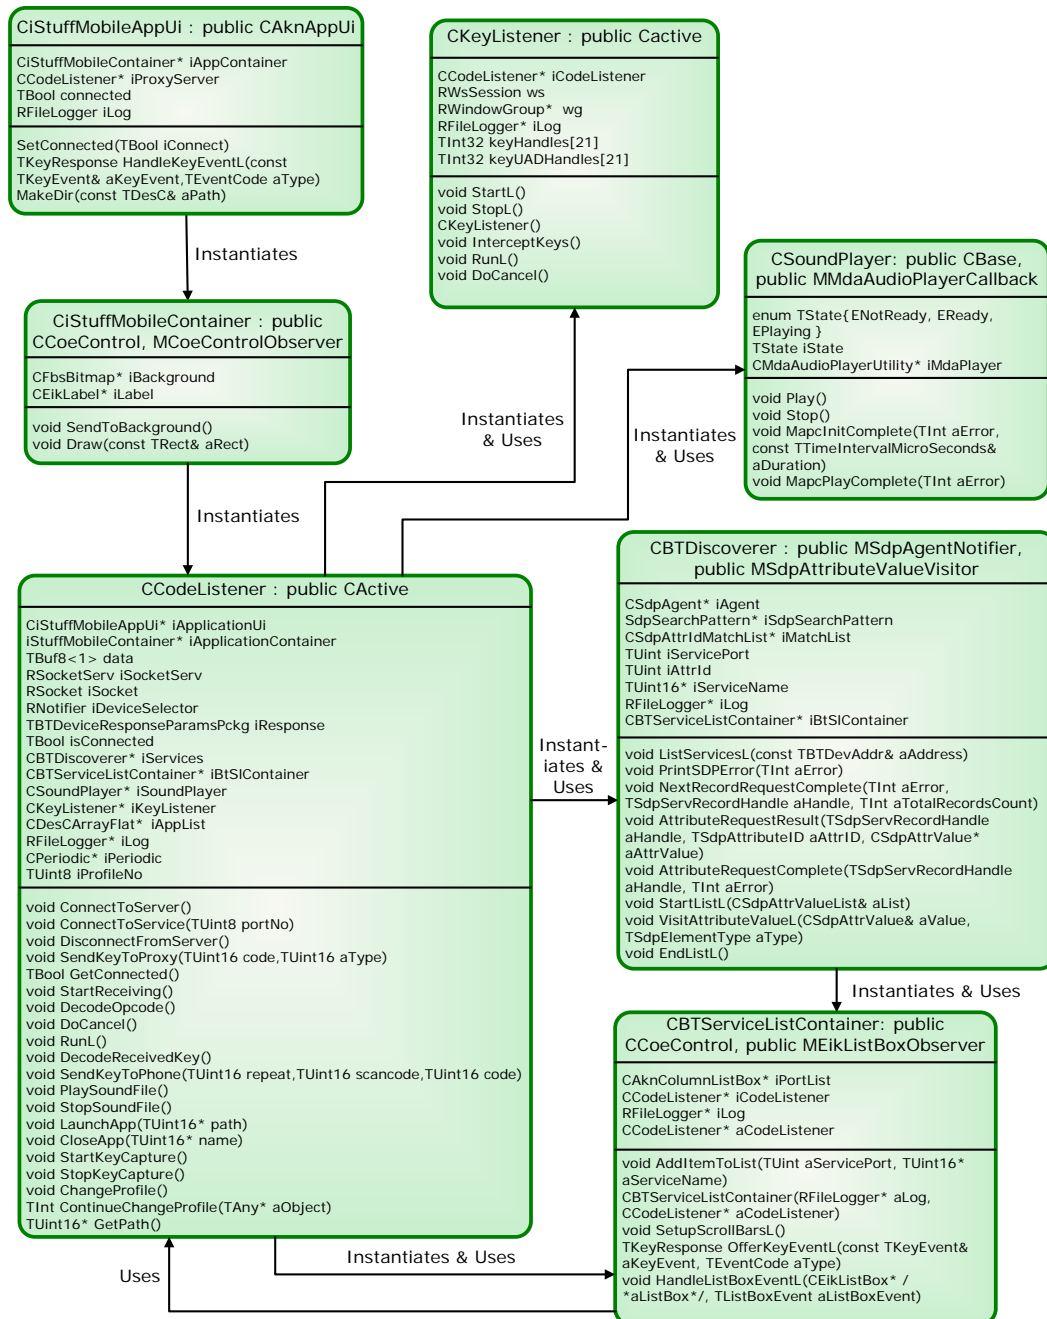 CiStuffMobileAppUi : public CAknAppUi
CiStuffMobileContainer* iAppContainer
CCodeListener* iProxyServer
TBool connected
RFileLogger iLog
SetConnected(TBool iConnect)
TKeyResponse HandleKeyEventL(const
TKeyEvent& aKeyEvent,TEventCode aType)
MakeDir(const TDesC& aPath)
Instantiates
CKeyListener : public Cactive
CCodeListener* iCodeListener
RWsSession ws
RWindowGroup*  wg
RFileLogger* iLog
TInt32 keyHandles[21]
TInt32 keyUADHandles[21]
void StartL()
void StopL()
CKeyListener()
void InterceptKeys()
void RunL()
void DoCancel()
CSoundPlayer: public CBase,
public MMdaAudioPlayerCallback
enum TState{ENotReady, EReady,
EPlaying }
TState iState
CMdaAudioPlayerUtility* iMdaPlayer
void Play()
void Stop()
void MapcInitComplete(TInt aError,
const TTimeIntervalMicroSeconds&
aDuration)
void MapcPlayComplete(TInt aError)
CiStuffMobileContainer : public
CCoeControl, MCoeControlObserver
CFbsBitmap* iBackground
CEikLabel* iLabel
void SendToBackground()
void Draw(const TRect& aRect)
Instantiates
Instantiates
& Uses
Instantiates
& Uses
CCodeListener : public CActive
CiStuffMobileAppUi* iApplicationUi
iStuffMobileContainer* iApplicationContainer
TBuf8<1> data
RSocketServ iSocketServ
RSocket iSocket
RNotifier iDeviceSelector
TBTDeviceResponseParamsPckg iResponse
TBool isConnected
CBTDiscoverer* iServices
CBTServiceListContainer* iBtSlContainer
CSoundPlayer* iSoundPlayer
CKeyListener* iKeyListener
CDesCArrayFlat* iAppList
RFileLogger* iLog
CPeriodic* iPeriodic
TUint8 iProfileNo
void ConnectToServer()
void ConnectToService(TUint8 portNo)
void DisconnectFromServer()
void SendKeyToProxy(TUint16 code,TUint16 aType)
TBool GetConnected()
void StartReceiving()
void DecodeOpcode()
void DoCancel()
void RunL()
void DecodeReceivedKey()
void SendKeyToPhone(TUint16 repeat,TUint16 scancode,TUint16 code)
void PlaySoundFile()
void StopSoundFile()
void LaunchApp(TUint16* path)
void CloseApp(TUint16* name)
void StartKeyCapture()
void StopKeyCapture()
void ChangeProfile()
TInt ContinueChangeProfile(TAny* aObject)
TUint16* GetPath()
Instant-
iates &
Uses
CBTDiscoverer : public MSdpAgentNotifier,
public MSdpAttributeValueVisitor
CSdpAgent* iAgent
SdpSearchPattern* iSdpSearchPattern
CSdpAttrIdMatchList* iMatchList
TUint iServicePort
TUint iAttrId
TUint16* iServiceName
RFileLogger* iLog
CBTServiceListContainer* iBtSlContainer
void ListServicesL(const TBTDevAddr& aAddress)
void PrintSDPError(TInt aError)
void NextRecordRequestComplete(TInt aError,
TSdpServRecordHandle aHandle, TInt aTotalRecordsCount)
void AttributeRequestResult(TSdpServRecordHandle
aHandle, TSdpAttributeID aAttrID, CSdpAttrValue*
aAttrValue)
void AttributeRequestComplete(TSdpServRecordHandle
aHandle, TInt aError)
void StartListL(CSdpAttrValueList& aList)
void VisitAttributeValueL(CSdpAttrValue& aValue,
TSdpElementType aType)
void EndListL()
Instantiates & Uses
CBTServiceListContainer: public
CCoeControl, public MEikListBoxObserver
CAknColumnListBox* iPortList
CCodeListener* iCodeListener
RFileLogger* iLog
CCodeListener* aCodeListener
void AddItemToList(TUint aServicePort, TUint16*
aServiceName)
CBTServiceListContainer(RFileLogger* aLog,
CCodeListener* aCodeListener)
void SetupScrollBarsL()
TKeyResponse OfferKeyEventL(const TKeyEvent&
aKeyEvent, TEventCode aType)
void HandleListBoxEventL(CEikListBox* /
*aListBox*/, TListBoxEvent aListBoxEvent)
Instantiates & Uses
Uses